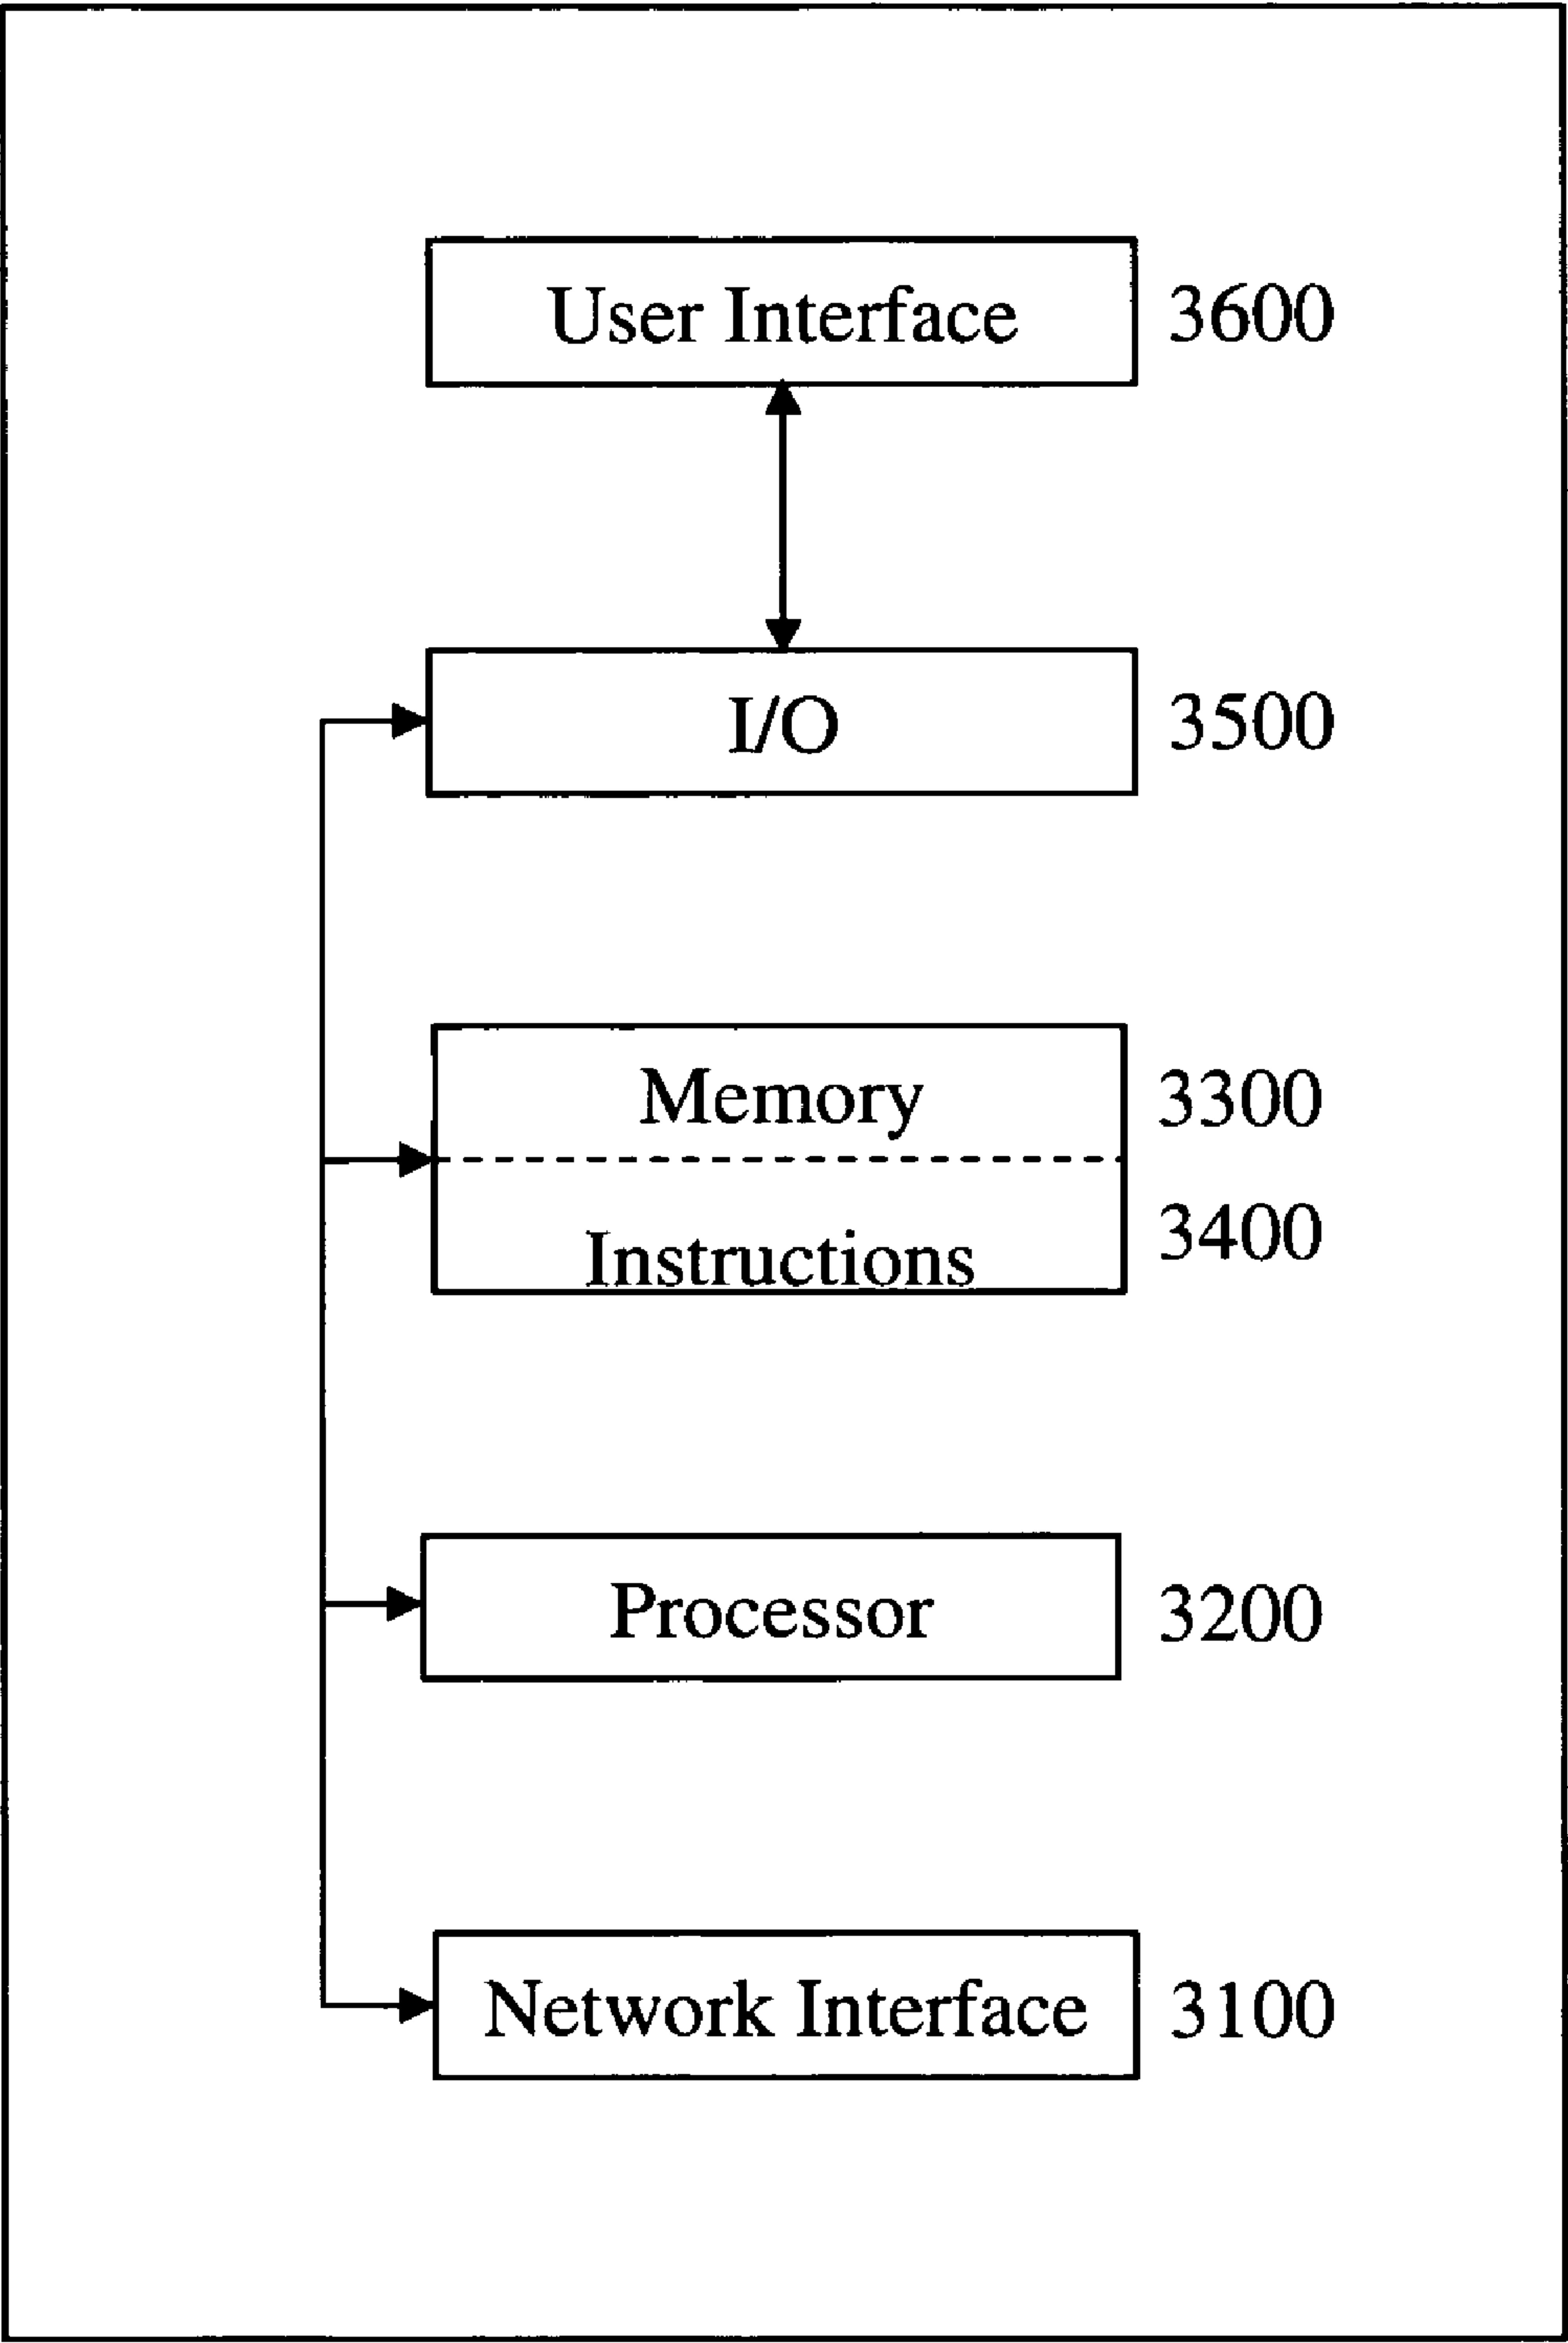 User Interface 3600
I/O 3500
Memory 3300
Instructions 3400
Processor 3200
Network Interface 3100